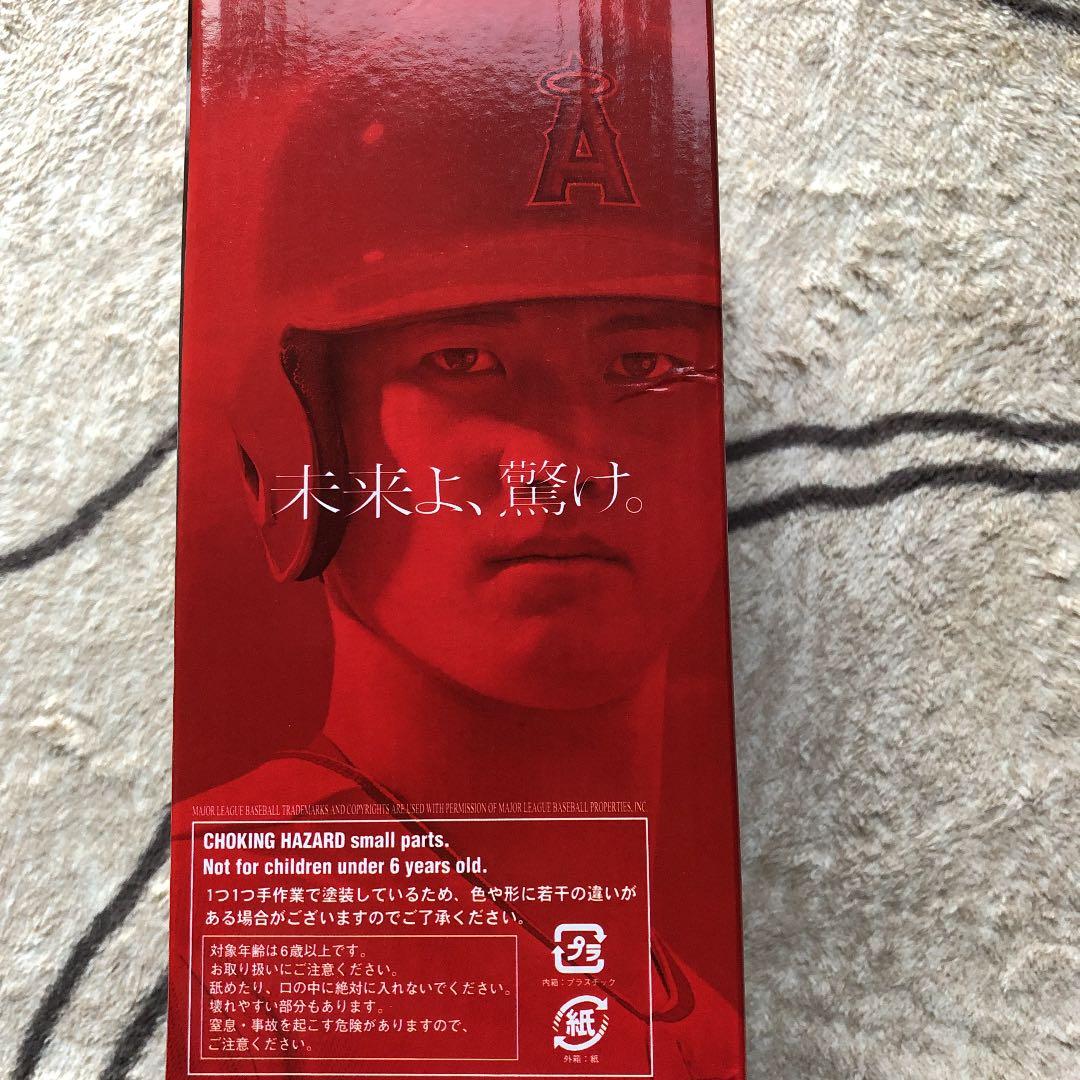 A
未来よ、驚け。
MAJOR LEAGUE BASEBALL TRADEMARKS AND COPYRIGHTS ARE USED WITH PERMISSION OF MAJOR LEAGUE BASEBALL PROPERTIES, INC
CHOKING HAZARD small parts.
Not for children under 6 years old.
1つ1つ手作業で塗装しているため、色や形に若干の違いが
ある場合がございますのでご了承ください。
対象年齢は6歳以上です。
お取り扱いにご注意ください。
舐めたり、口の中に絶対に入れないでください。
壊れやすい部分もあります。
窒息・事故を起こす危険がありますので、
ご注意ください。
プラ
内箱：プラスチック
紙
外箱：紙